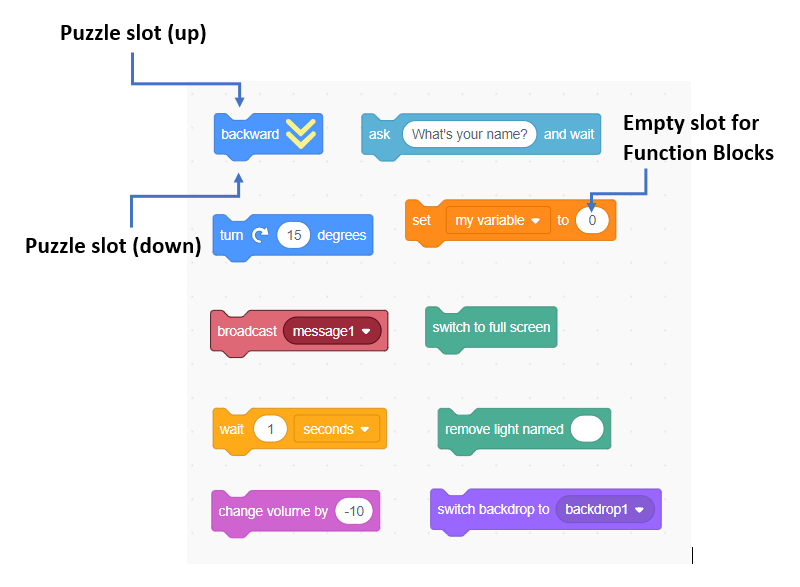 Puzzle slot (up)
backward
ask What's your name? and wait
Empty slot for
Function Blocks
set my variable to 0
Puzzle slot (down)
turn 15 degrees
broadcast message1
switch to full screen
wait 1 seconds
remove light named
change volume by -10
switch backdrop to backdrop1